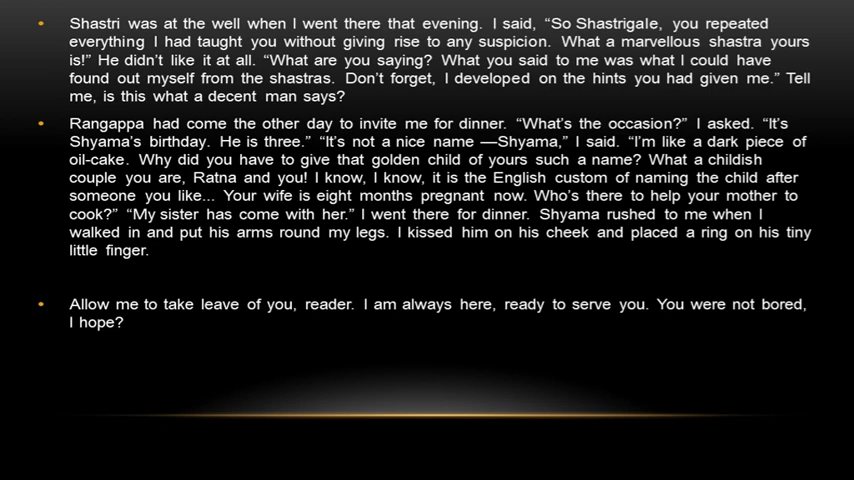 • Shastri was at the well when I went there that evening. I said, “So Shastrigale, you repeated
everything I had taught you without giving rise to any suspicion. What a marvellous shastra yours
is!” He didn’t like it at all. “What are you saying? What you said to me was what I could have
found out myself from the shastras. Don’t forget, I developed on the hints you had given me.” Tell
me, is this what a decent man says?
• Rangappa had come the other day to invite me for dinner. “What’s the occasion?” I asked. “It’s
Shyama’s birthday. He is three.” “It’s not a nice name —Shyama,” I said. “I’m like a dark piece of
oil-cake. Why did you have to give that golden child of yours such a name? What a childish
couple you are, Ratna and you! I know, I know, it is the English custom of naming the child after
someone you like... Your wife is eight months pregnant now. Who’s there to help your mother to
cook?” “My sister has come with her.” I went there for dinner. Shyama rushed to me when I
walked in and put his arms round my legs. I kissed him on his cheek and placed a ring on his tiny
little finger.
• Allow me to take leave of you, reader. I am always here, ready to serve you. You were not bored,
I hope?